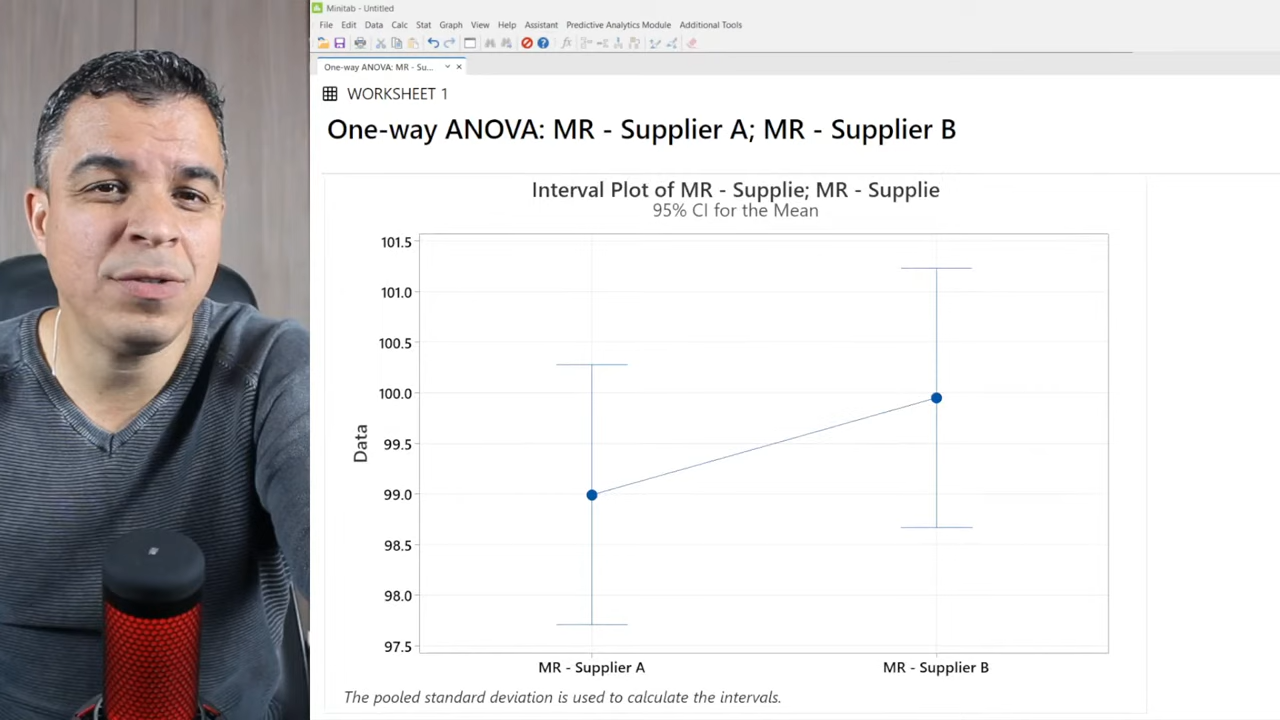 Minitab - Untitled
File Edit Data Calc Stat Graph View Help Assistant Predictive Analytics Module Additional Tools
One-way ANOVA: MR - Su...
WORKSHEET 1
One-way ANOVA: MR - Supplier A; MR - Supplier B
Interval Plot of MR - Supplie; MR - Supplie
95% CI for the Mean
101.5
101.0
100.5
100.0
99.5
99.0
98.5
98.0
97.5
Data
MR - Supplier A MR - Supplier B
The pooled standard deviation is used to calculate the intervals.